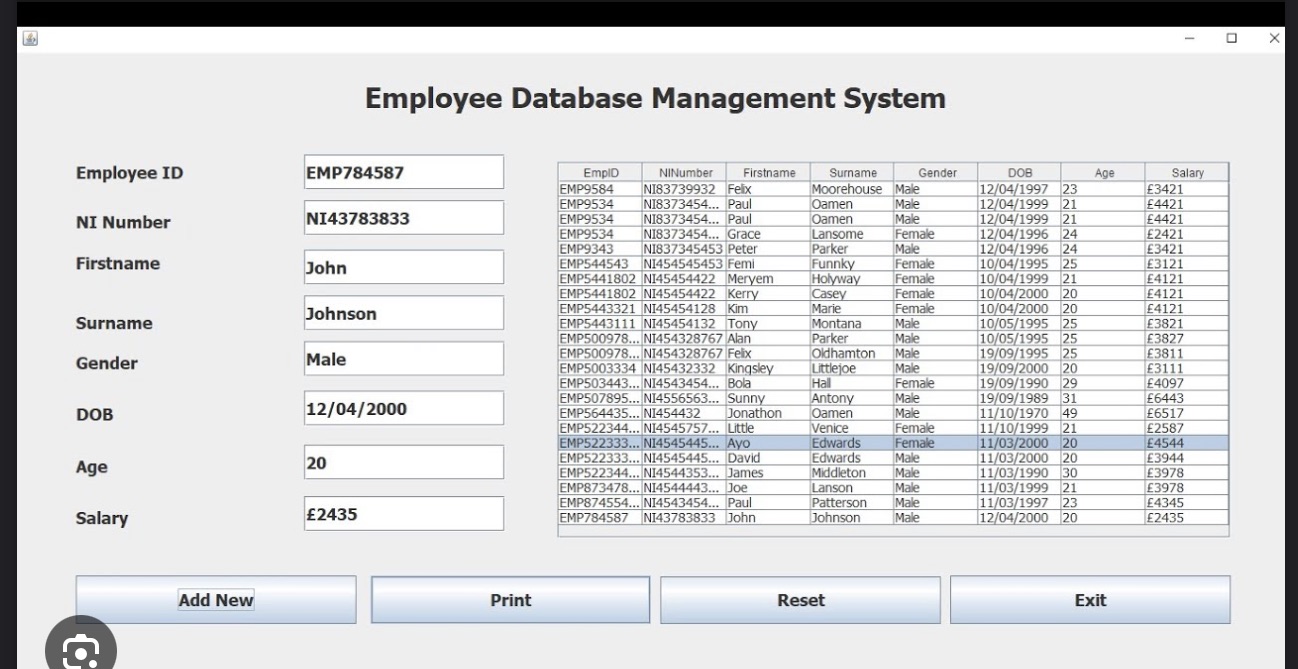 Employee Database Management System
Employee ID EMP784587
NI Number NI43783833
Firstname John
Surname Johnson
Gender Male
DOB 12/04/2000
Age 20
Salary £2435
EmpID NINumber Firstname Surname Gender DOB Age Salary
EMP9584 NI83739932 Felix Moorehouse Male 12/04/1997 23 £3421
EMP9534 NI8373454... Paul Oamen Male 12/04/1999 21 £4421
EMP9534 NI8373454... Paul Oamen Male 12/04/1999 21 £4421
EMP9534 NI8373454... Grace Lansome Female 12/04/1996 24 £2421
EMP9343 NI837345453 Peter Parker Male 12/04/1996 24 £3421
EMP544543 NI454545453 Femi Funnky Female 10/04/1995 25 £3121
EMP5441802 NI45454422 Meryem Holyway Female 10/04/1999 21 £4121
EMP5441802 NI45454422 Kerry Casey Female 10/04/2000 20 £4121
EMP5443321 NI45454128 Kim Marie Female 10/04/2000 20 £4121
EMP5443111 NI45454132 Tony Montana Male 10/05/1995 25 £3821
EMP500978... NI454328767 Alan Parker Male 10/05/1995 25 £3827
EMP500978... NI454328767 Felix Oldhamton Male 19/09/1995 25 £3811
EMP5003334 NI45432332 Kingsley Littlejoe Male 19/09/2000 20 £3111
EMP503443... NI4543454... Bola Hall Female 19/09/1990 29 £4097
EMP507895... NI4556563... Sunny Antony Male 19/09/1989 31 £6443
EMP564435... NI454432 Jonathon Oamen Male 11/10/1970 49 £6517
EMP522344... NI4545757... Little Venice Female 11/10/1999 21 £2587
EMP522333... NI4545445... Ayo Edwards Female 11/03/2000 20 £4544
EMP522333... NI4545445... David Edwards Male 11/03/2000 20 £3944
EMP522344... NI4544353... James Middleton Male 11/03/1990 30 £3978
EMP873478... NI4544443... Joe Lanson Male 11/03/1999 21 £3978
EMP874554... NI4543454... Paul Patterson Male 11/03/1997 23 £4345
EMP784587 NI43783833 John Johnson Male 12/04/2000 20 £2435
Add New Print Reset Exit